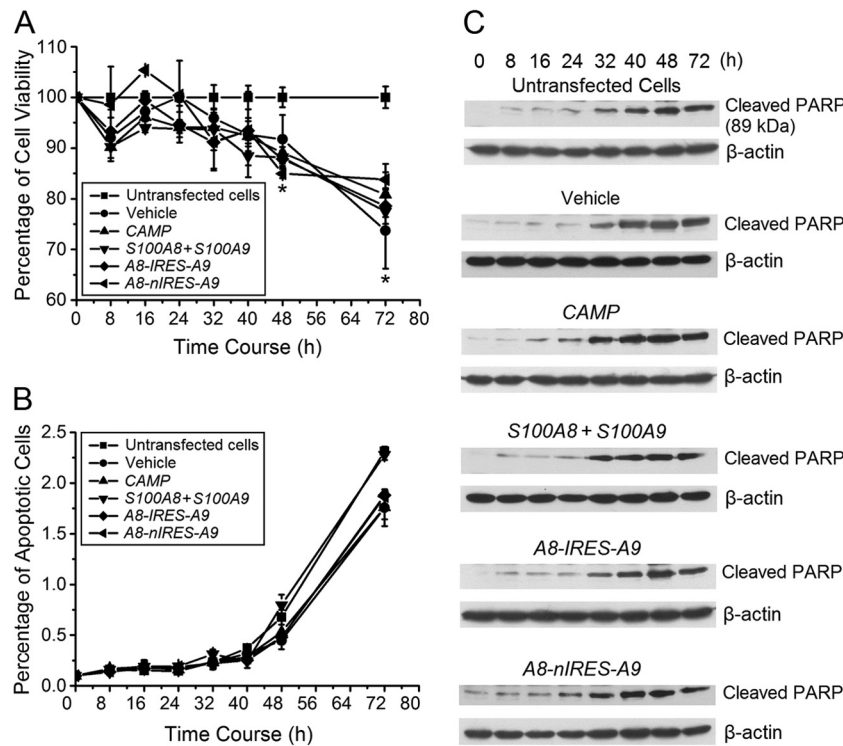 A
Percentage of Cell Viability
110
100
90
80
70
60
Untransfected cells
Vehicle
CAMP
S100A8+S100A9
A8-IRES-A9
A8-nIRES-A9
*
*
0 8 16 24 32 40 48 56 64 72 80
Time Course (h)
B
Percentage of Apoptotic Cells
2.5
2.0
1.5
1.0
0.5
0.0
Untransfected cells
Vehicle
CAMP
S100A8+S100A9
A8-IRES-A9
A8-nIRES-A9
0 8 16 24 32 40 48 56 64 72 80
Time Course (h)
C
0 8 16 24 32 40 48 72 (h)
Untransfected Cells
Cleaved PARP
(89 kDa)
β-actin
Vehicle
Cleaved PARP
β-actin
CAMP
Cleaved PARP
β-actin
S100A8 + S100A9
Cleaved PARP
β-actin
A8-IRES-A9
Cleaved PARP
β-actin
A8-nIRES-A9
Cleaved PARP
β-actin